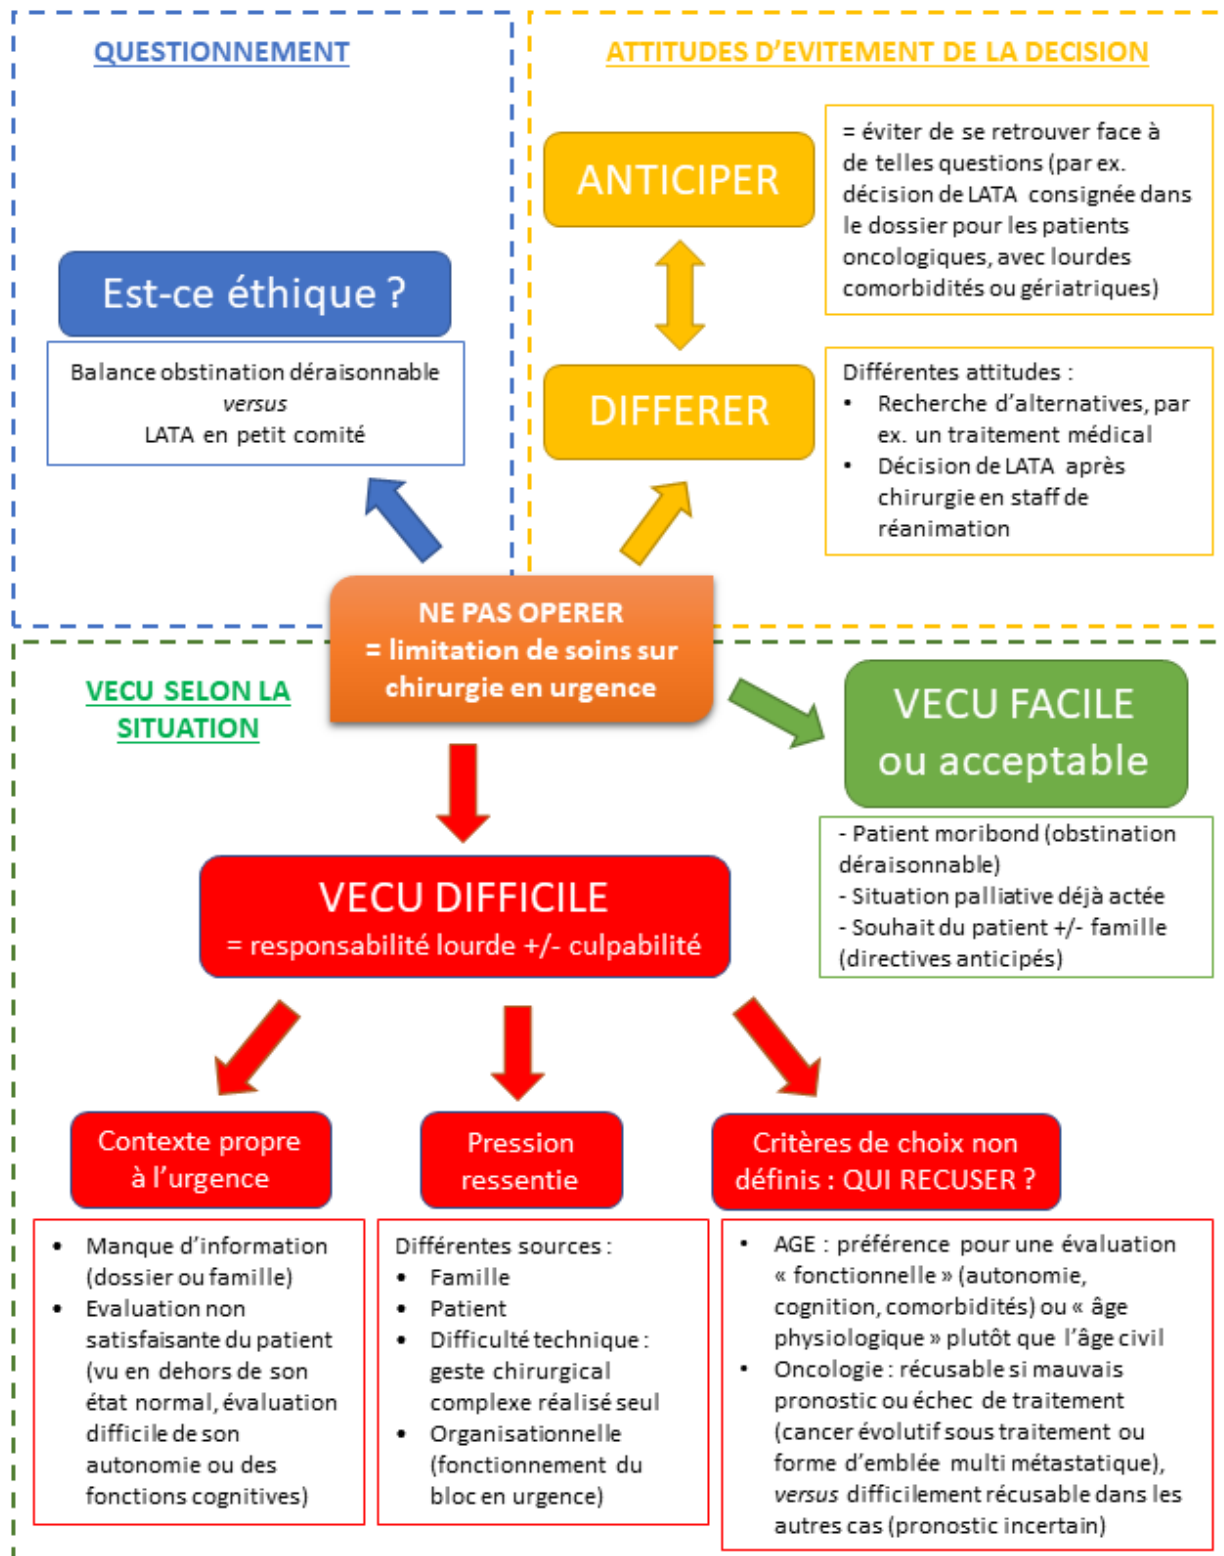 QUESTIONNEMENT
Est-ce éthique ?
Balance obstination déraisonnable
versus
LATA en petit comité
ATTITUDES D'EVITEMENT DE LA DECISION
ANTICIPER
= éviter de se retrouver face à
de telles questions (par ex.
décision de LATA consignée dans
le dossier pour les patients
oncologiques, avec lourdes
comorbidités ou gériatriques)
DIFFERER
Différentes attitudes :
• Recherche d'alternatives, par
ex. un traitement médical
• Décision de LATA après
chirurgie en staff de
réanimation
NE PAS OPERER
= limitation de soins sur
chirurgie en urgence
VECU SELON LA
SITUATION
VECU FACILE
ou acceptable
- Patient moribond (obstination
déraisonnable)
- Situation palliative déjà actée
- Souhait du patient +/- famille
(directives anticipés)
VECU DIFFICILE
= responsabilité lourde +/- culpabilité
Contexte propre
à l'urgence
• Manque d'information
(dossier ou famille)
• Evaluation non
satisfaisante du patient
(vu en dehors de son
état normal, évaluation
difficile de son
autonomie ou des
fonctions cognitives)
Pression
ressentie
Différentes sources :
• Famille
• Patient
• Difficulté technique :
geste chirurgical
complexe réalisé seul
• Organisationnelle
(fonctionnement du
bloc en urgence)
Critères de choix non
définis : QUI RECUSER ?
• AGE : préférence pour une évaluation
« fonctionnelle » (autonomie,
cognition, comorbidités) ou « âge
physiologique » plutôt que l'âge civil
• Oncologie : récusable si mauvais
pronostic ou échec de traitement
(cancer évolutif sous traitement ou
forme d'emblée multi métastatique),
versus difficilement récusable dans les
autres cas (pronostic incertain)